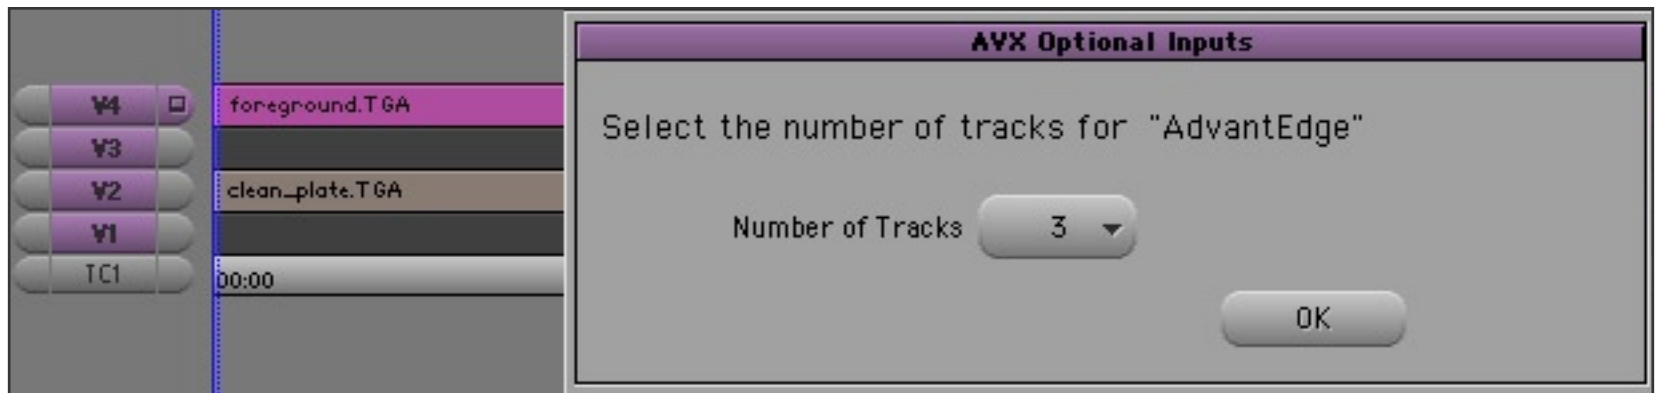 AVX Optional Inputs
V4 foreground.TGA
V3
V2 clean_plate.TGA
V1
TC1 00:00
Select the number of tracks for "AdvantEdge"
Number of Tracks 3
OK